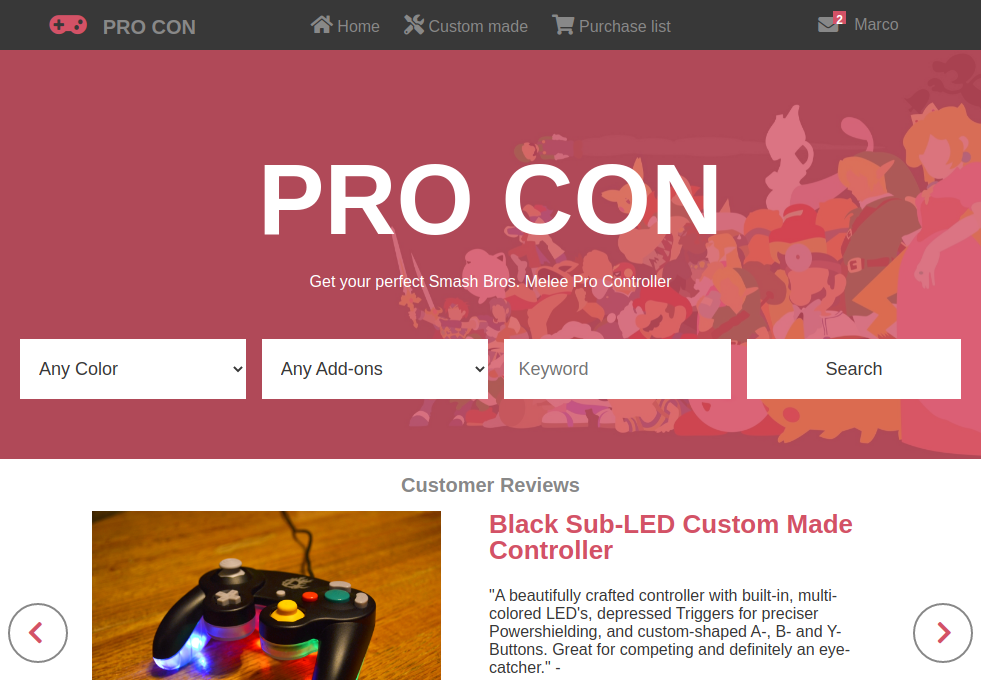 PRO CON
Home
Custom made
Purchase list
2
Marco
PRO CON
Get your perfect Smash Bros. Melee Pro Controller
Any Color
Any Add-ons
Keyword
Search
Customer Reviews
Black Sub-LED Custom Made
Controller
"A beautifully crafted controller with built-in, multi-
colored LED's, depressed Triggers for preciser
Powershielding, and custom-shaped A-, B- and Y-
Buttons. Great for competing and definitely an eye-
catcher." -